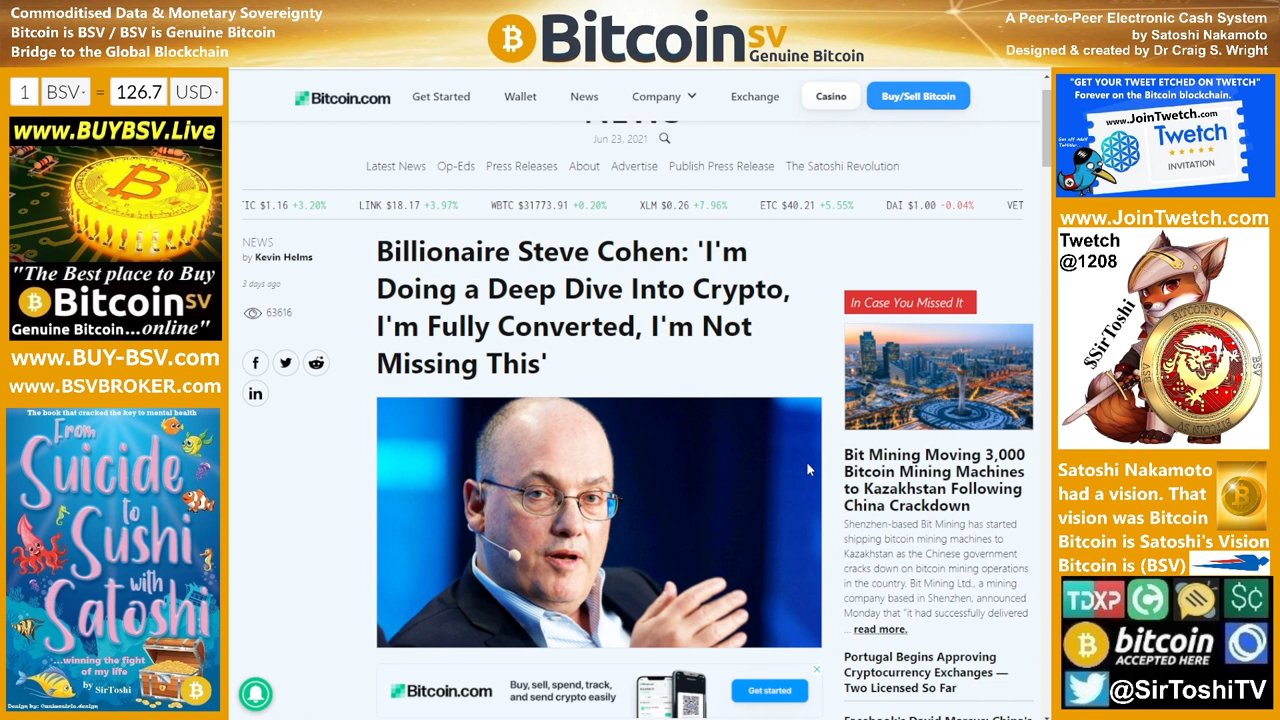 Commoditised Data & Monetary Sovereignty
Bitcoin is BSV / BSV is Genuine Bitcoin
Bridge to the Global Blockchain
BitcoinSV
Genuine Bitcoin
A Peer-to-Peer Electronic Cash System
by Satoshi Nakamoto
Designed & created by Dr Craig S. Wright
1 BSV = 126.7 USD
www.BUYBSV.Live
"The Best place to Buy
BitcoinSV
Genuine Bitcoin...online"
www.BUY-BSV.com
www.BSVBROKER.com
The book that cracked the key to mental health
From
Suicide
to
Sushi
with
Satoshi
...winning the fight
of my life
by SirToshi
Bitcoin.com
Get Started
Wallet
News
Company
Exchange
Casino
Buy/Sell Bitcoin
Jun 23, 2021
Latest News
Op-Eds
Press Releases
About
Advertise
Publish Press Release
The Satoshi Revolution
TIC $1.16 +3.20%
LINK $18.17 +3.97%
WBTC $31773.91 +0.20%
XLM $0.26 +7.96%
ETC $40.21 +5.55%
DAI $1.00 -0.04%
VET
NEWS
by Kevin Helms
3 days ago
63616
Billionaire Steve Cohen: 'I'm
Doing a Deep Dive Into Crypto,
I'm Fully Converted, I'm Not
Missing This'
Bitcoin.com
Buy, sell, spend, track,
and send crypto easily
Get started
In Case You Missed It
Bit Mining Moving 3,000
Bitcoin Mining Machines
to Kazakhstan Following
China Crackdown
Shenzhen-based Bit Mining has started
shipping bitcoin mining machines to
Kazakhstan as the Chinese government
cracks down on bitcoin mining operations
in the country. Bit Mining Ltd., a mining
company based in Shenzhen, announced
Monday that "it had successfully delivered
... read more.
Portugal Begins Approving
Cryptocurrency Exchanges —
Two Licensed So Far
"GET YOUR TWEET ETCHED ON TWETCH"
Forever on the Bitcoin blockchain.
www.JoinTwetch.com
Twetch
INVITATION
www.JoinTwetch.com
Twetch
@1208
$SirToshi
BITCOIN SV
BSV
BSV
Satoshi Nakamoto
had a vision. That
vision was Bitcoin
Bitcoin is Satoshi's Vision
Bitcoin is (BSV)
TDXP
bitcoin
ACCEPTED HERE
@SirToshiTV